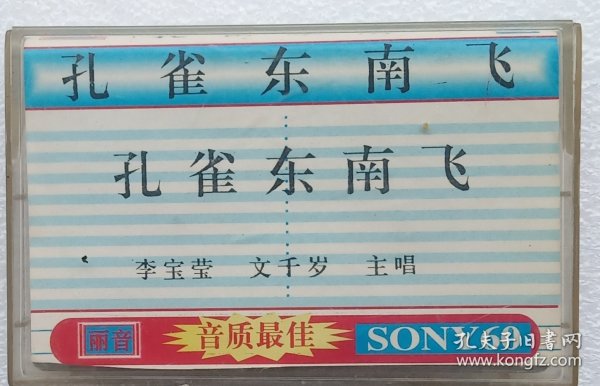 孔雀东南飞
孔雀东南飞
李宝莹 文千岁 主唱
丽音 音质最佳 SONY60
孔夫子旧书网
www.kongfz.com